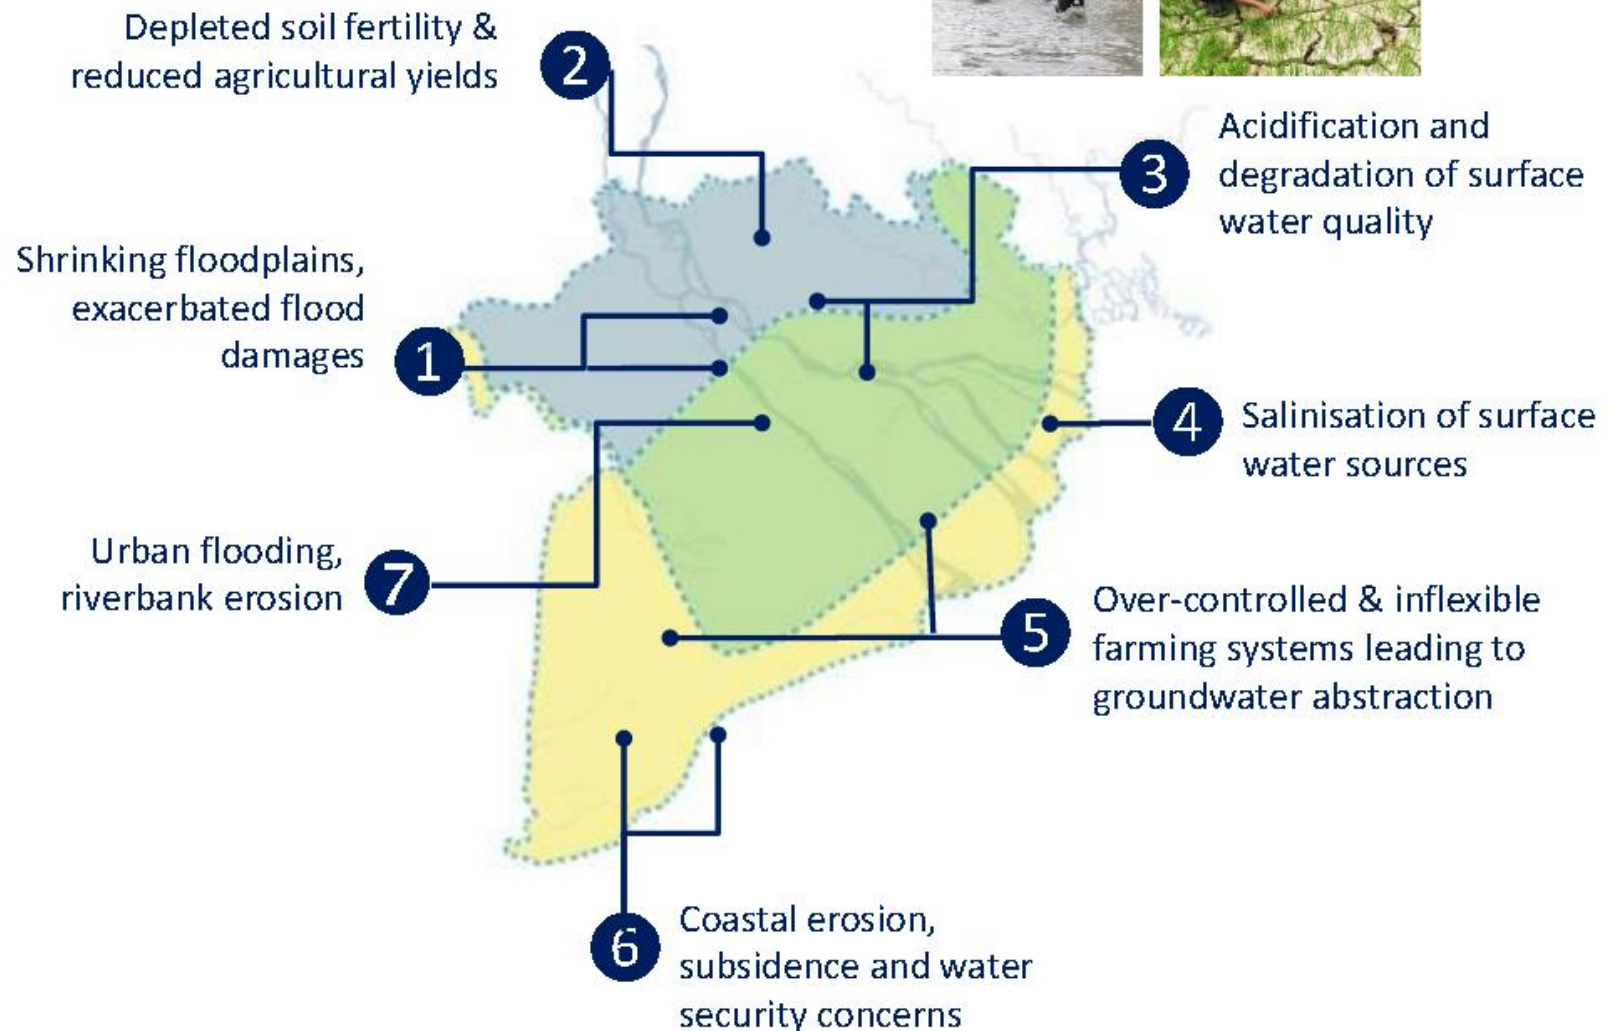 Depleted soil fertility &
reduced agricultural yields
2
Acidification and
degradation of surface
water quality
3
Shrinking floodplains,
exacerbated flood
damages
1
4
Salinisation of surface
water sources
Urban flooding,
riverbank erosion
7
5
Over-controlled & inflexible
farming systems leading to
groundwater abstraction
6
Coastal erosion,
subsidence and water
security concerns